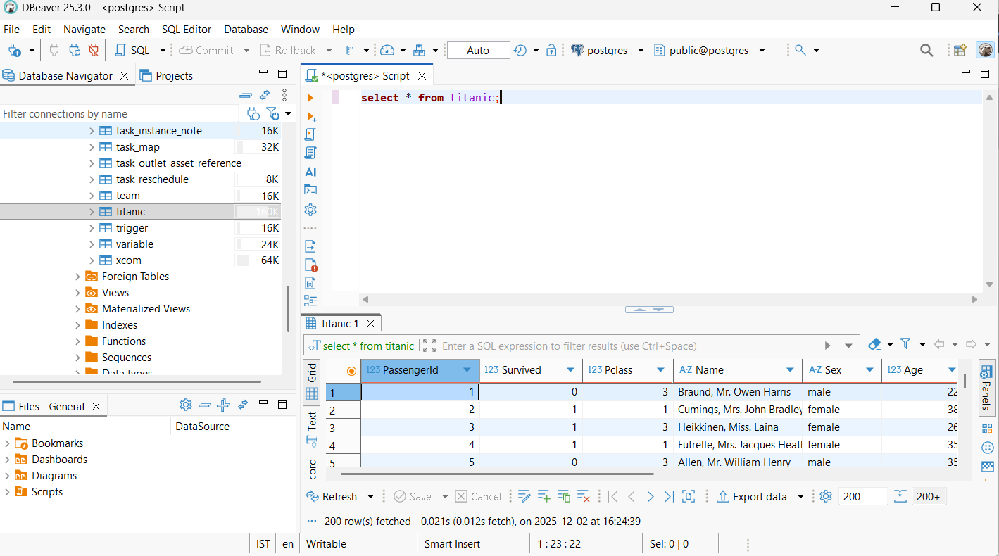 DBeaver 25.3.0 - <postgres> Script
File Edit Navigate Search SQL Editor Database Window Help
SQL Commit Rollback T Auto postgres public@postgres
Database Navigator Projects
Filter connections by name
task_instance_note 16K
task_map 32K
task_outlet_asset_reference
task_reschedule 8K
team 16K
titanic 160K
trigger 16K
variable 24K
xcom 64K
Foreign Tables
Views
Materialized Views
Indexes
Functions
Sequences
Data types
Files - General
Name DataSource
Bookmarks
Dashboards
Diagrams
Scripts
*<postgres> Script
select * from titanic;
AI
titanic 1
select * from titanic Enter a SQL expression to filter results (use Ctrl+Space)
Grid
Text
cord
123 PassengerId 123 Survived 123 Pclass A-Z Name A-Z Sex 123 Age
1 1 0 3 Braund, Mr. Owen Harris male 22
2 2 1 1 Cumings, Mrs. John Bradley female 38
3 3 1 3 Heikkinen, Miss. Laina female 26
4 4 1 1 Futrelle, Mrs. Jacques Heath female 35
5 5 0 3 Allen, Mr. William Henry male 35
Panels
Refresh Save Cancel Export data 200 200+
200 row(s) fetched - 0.021s (0.012s fetch), on 2025-12-02 at 16:24:39
IST en Writable Smart Insert 1 : 23 : 22 Sel: 0 | 0